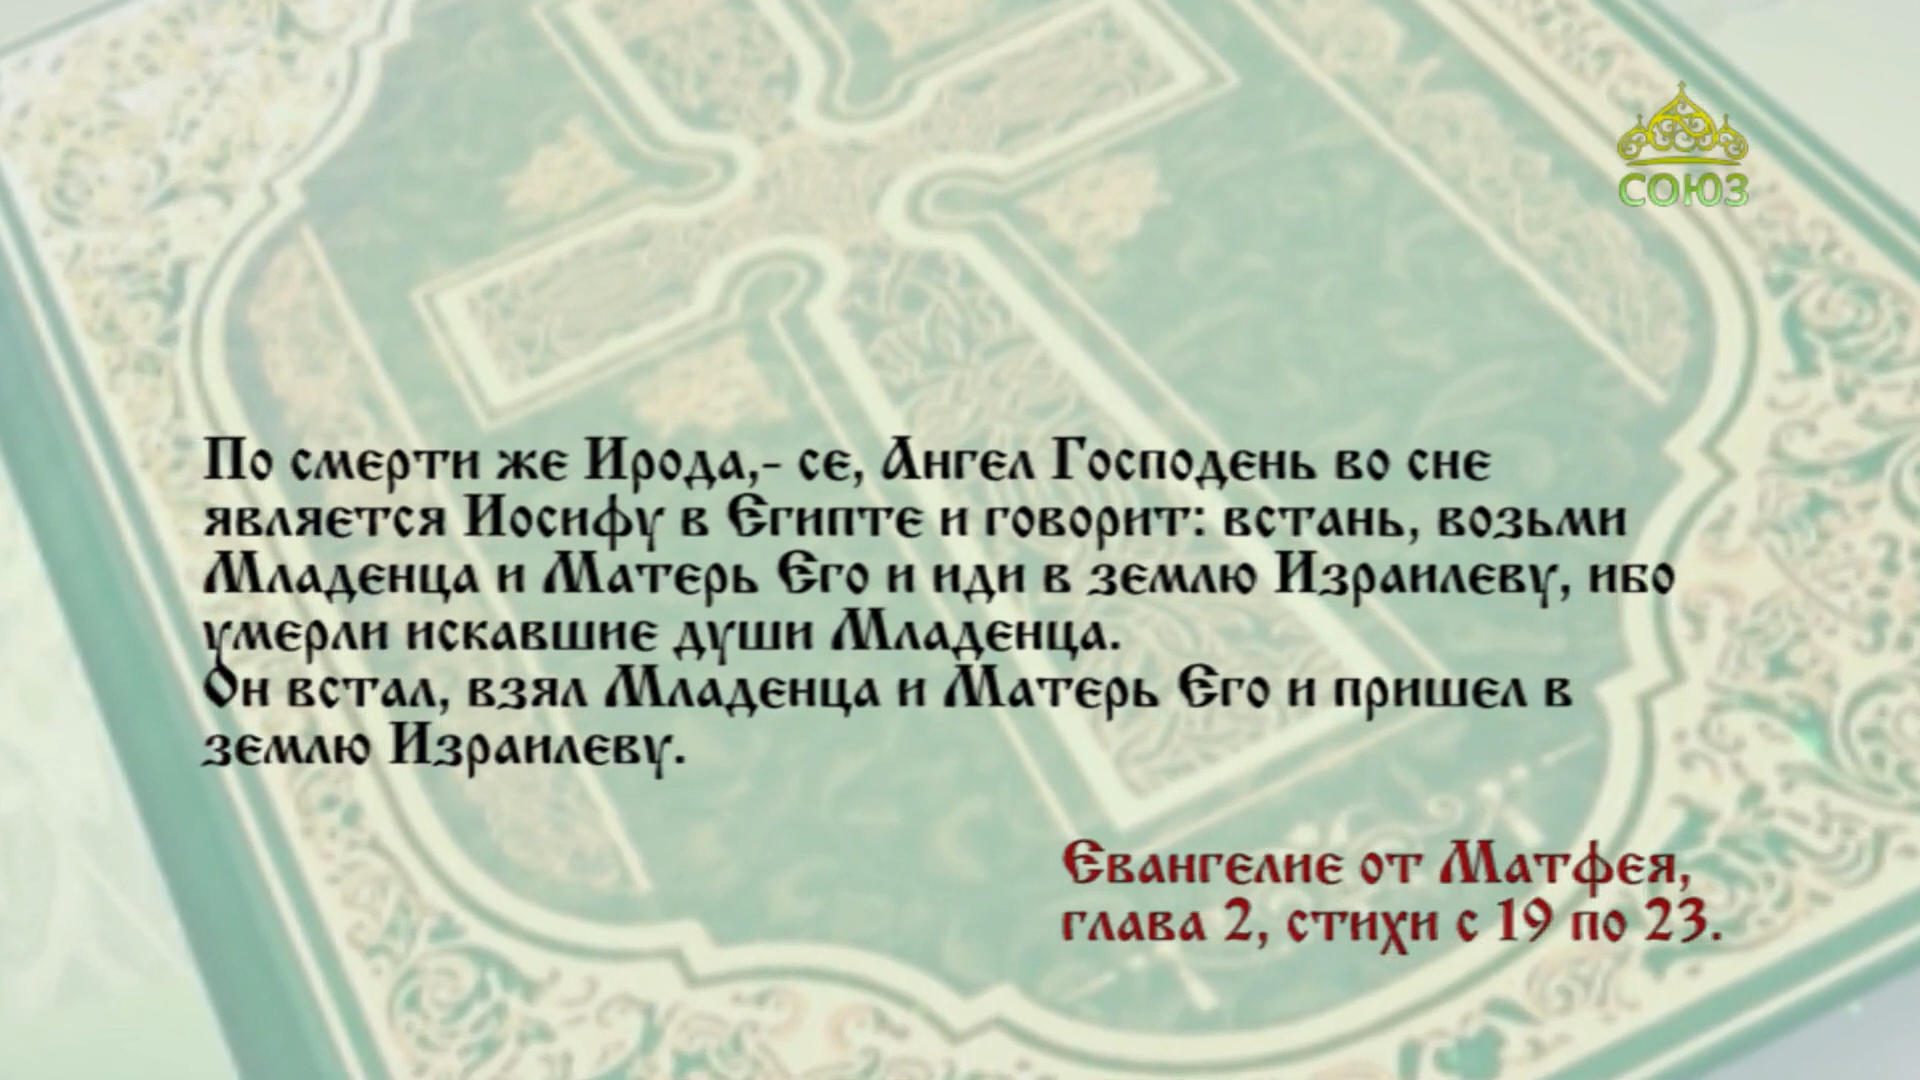 СОЮЗ
По смерти же Ирода,- се, Ангел Господень во сне
является Иосифу в Египте и говорит: встань, возьми
Младенца и Матерь Его и иди в землю Израилеву, ибо
умерли искавшие души Младенца.
Он встал, взял Младенца и Матерь Его и пришел в
землю Израилеву.
Евангелие от Матфея,
глава 2, стихи с 19 по 23.